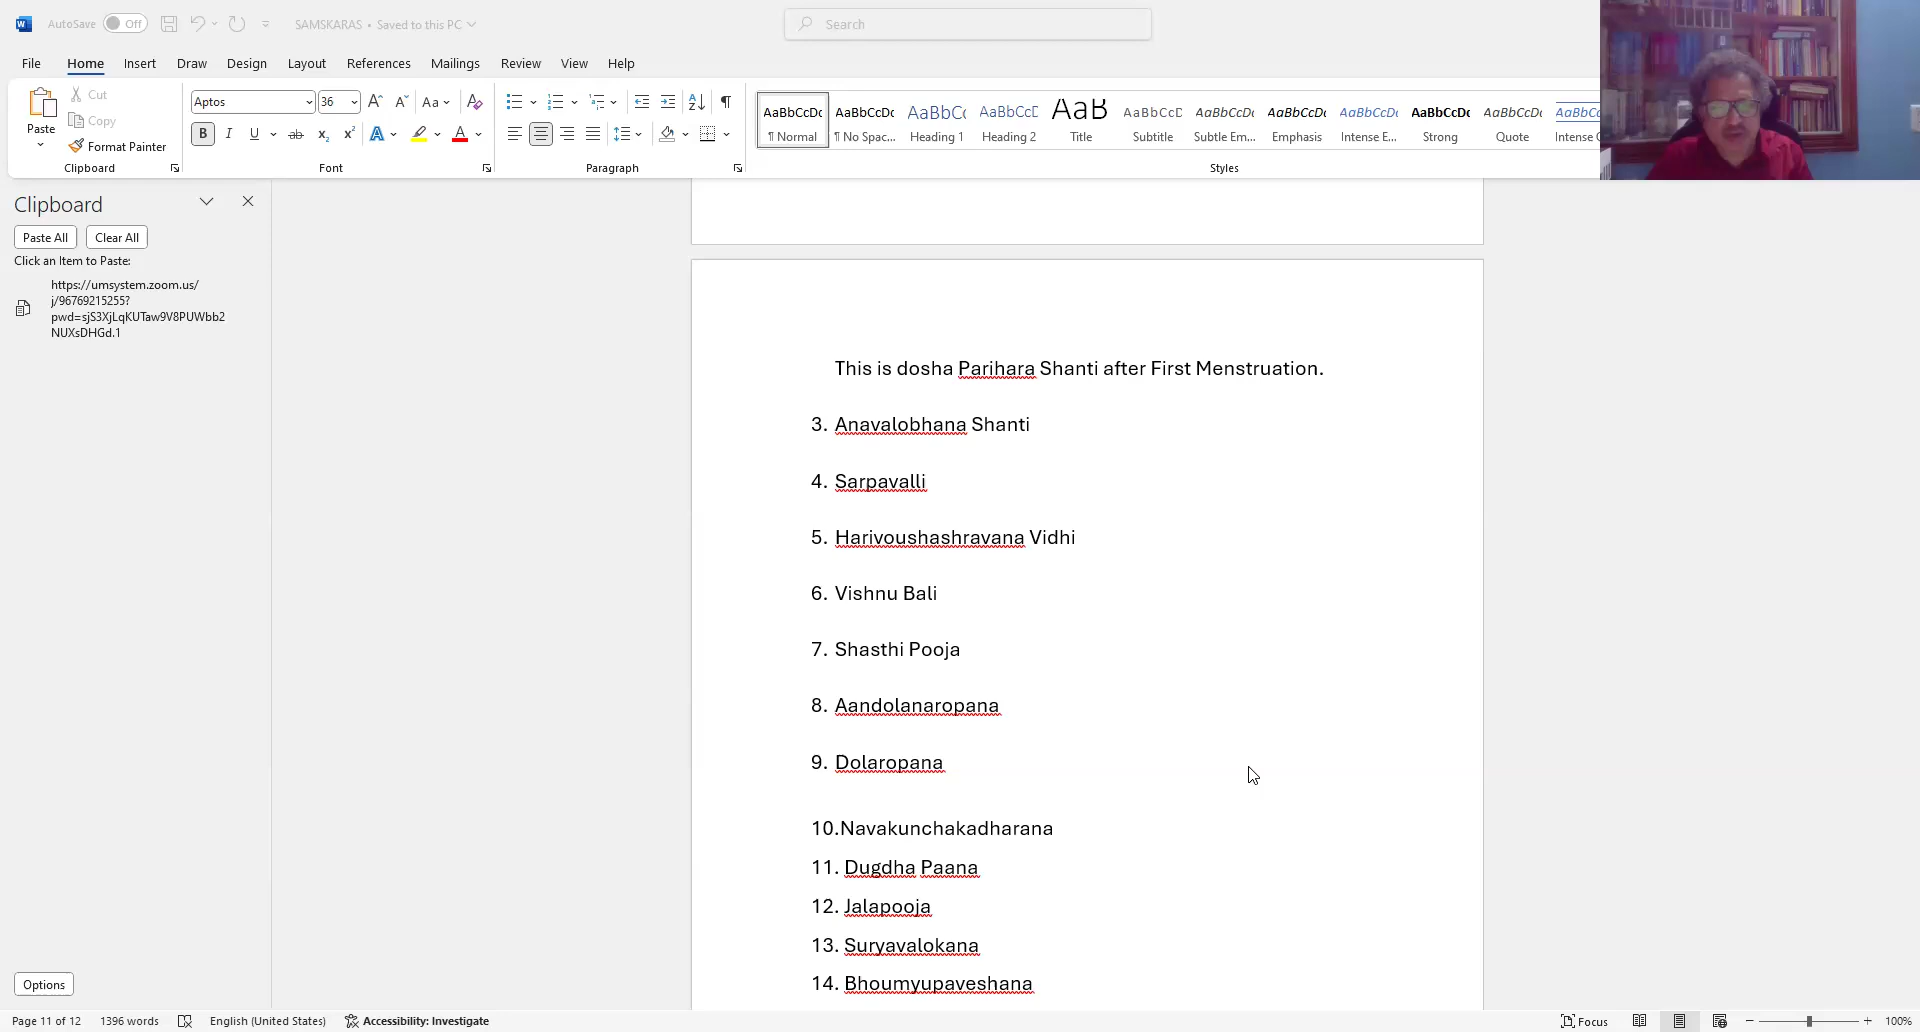 AutoSave Off SAMSKARAS • Saved to this PC Search
File Home Insert Draw Design Layout References Mailings Review View Help
Paste Cut Copy Format Painter
Clipboard
Aptos 36
Font
Paragraph
AaBbCcDc AaBbCcDc AaBbCc AaBbCcD AaB AaBbCcD AaBbCcDc AaBbCcDc AaBbCcDc AaBbCcDc AaBbCcDc AaBbCc
¶ Normal ¶ No Spac... Heading 1 Heading 2 Title Subtitle Subtle Em... Emphasis Intense E... Strong Quote Intense
Styles
Clipboard
Paste All Clear All
Click an Item to Paste:
https://umsystem.zoom.us/
j/96769215255?
pwd=sjS3XjLqKUTaw9V8PUWbb2
NUXsDHGd.1
Options
This is dosha Parihara Shanti after First Menstruation.
3. Anavalobhana Shanti
4. Sarpavalli
5. Harivoushashravana Vidhi
6. Vishnu Bali
7. Shasthi Pooja
8. Aandolanaropana
9. Dolaropana
10.Navakunchakadharana
11. Dugdha Paana
12. Jalapooja
13. Suryavalokana
14. Bhoumyupaveshana
Page 11 of 12 1396 words English (United States) Accessibility: Investigate Focus 100%